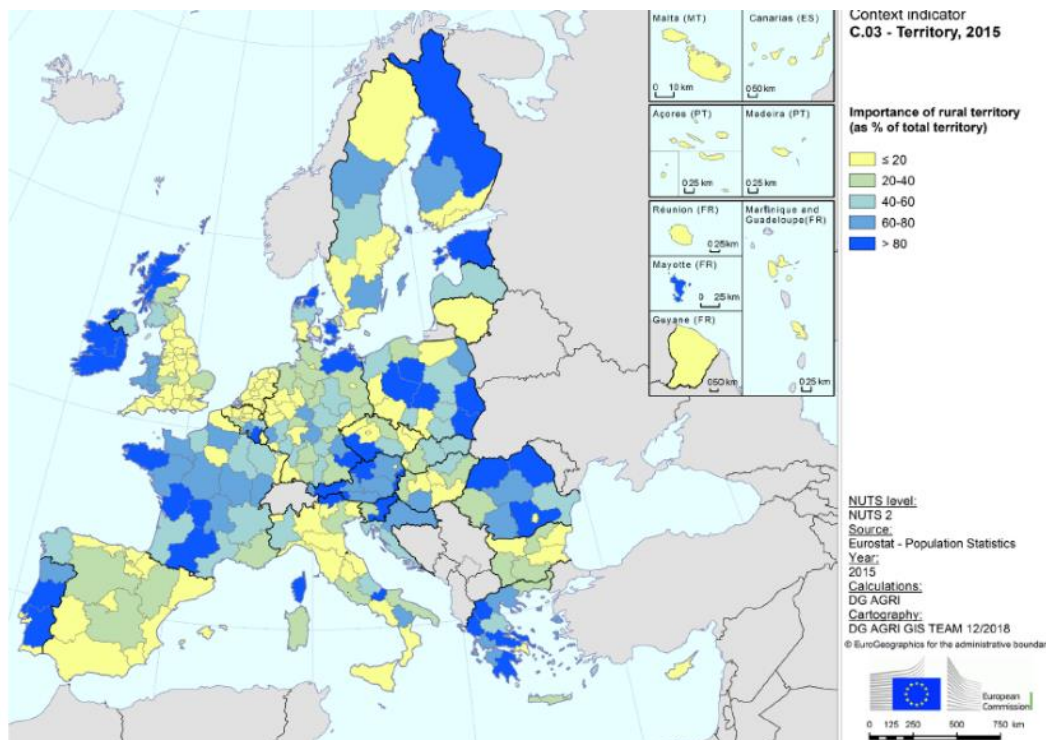 Context indicator
C.03 - Territory, 2015
Malta (MT)
0 10 km
Canarias (ES)
0 50 km
Açores (PT)
0 25 km
Madeira (PT)
0 25 km
Réunion (FR)
0 25km
Martinique and
Guadeloupe(FR)
Mayotte (FR)
0 25 km
Guyane (FR)
0 50 km
0 25 km
Importance of rural territory
(as % of total territory)
≤ 20
20-40
40-60
60-80
> 80
NUTS level:
NUTS 2
Source:
Eurostat - Population Statistics
Year:
2015
Calculations:
DG AGRI
Cartography:
DG AGRI GIS TEAM 12/2018
© EuroGeographics for the administrative boundar
European
Commission
0 125 250 500 750 km